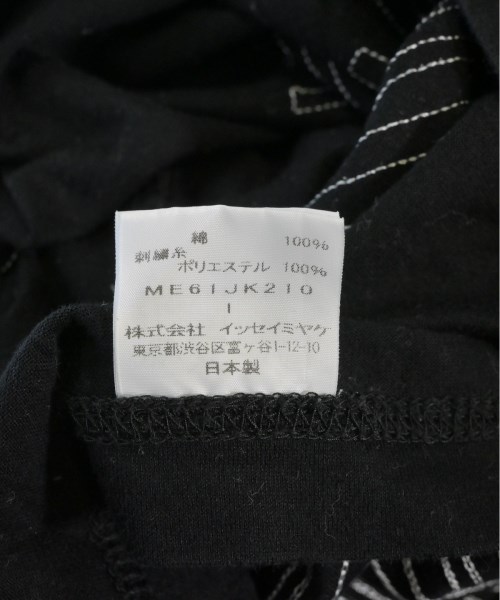 綿 100%
刺繍糸
ポリエステル 100%
ME61JK210
I
株式会社 イッセイミヤケ
東京都渋谷区富ヶ谷1-12-10
日本製